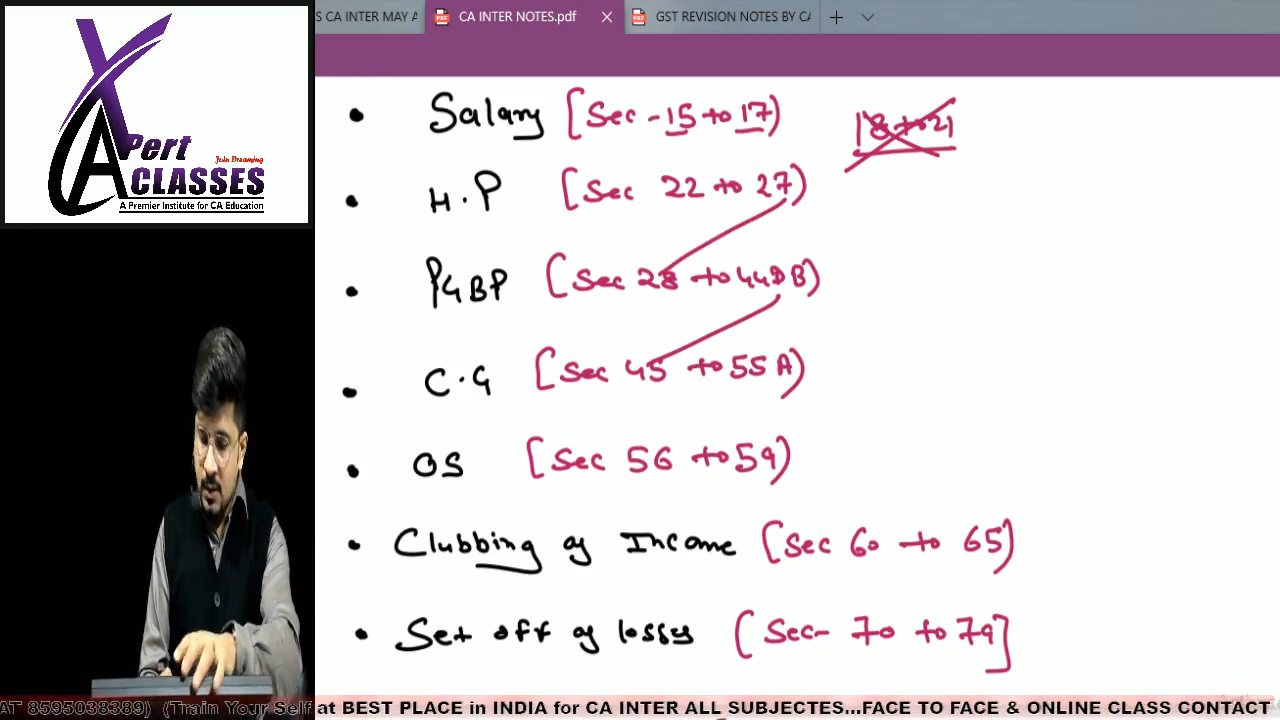 S CA INTER MAY A
CA INTER NOTES.pdf
GST REVISION NOTES BY CA
XPert
Join Dreaming
CA CLASSES
A Premier Institute for CA Education
• Salary [Sec - 15 to 17)
18 to 21
• H.P [Sec 22 to 27)
• PGBP [Sec 28 to 44DB)
• C.G [Sec 45 to 55A)
• OS [Sec 56 to 59)
• Clubbing of Income [Sec 60 to 65)
• Set off of losses [Sec- 70 to 79]
AT 8595038389) (Train Your Self at BEST PLACE in INDIA for CA INTER ALL SUBJECTES...FACE TO FACE & ONLINE CLASS CONTACT